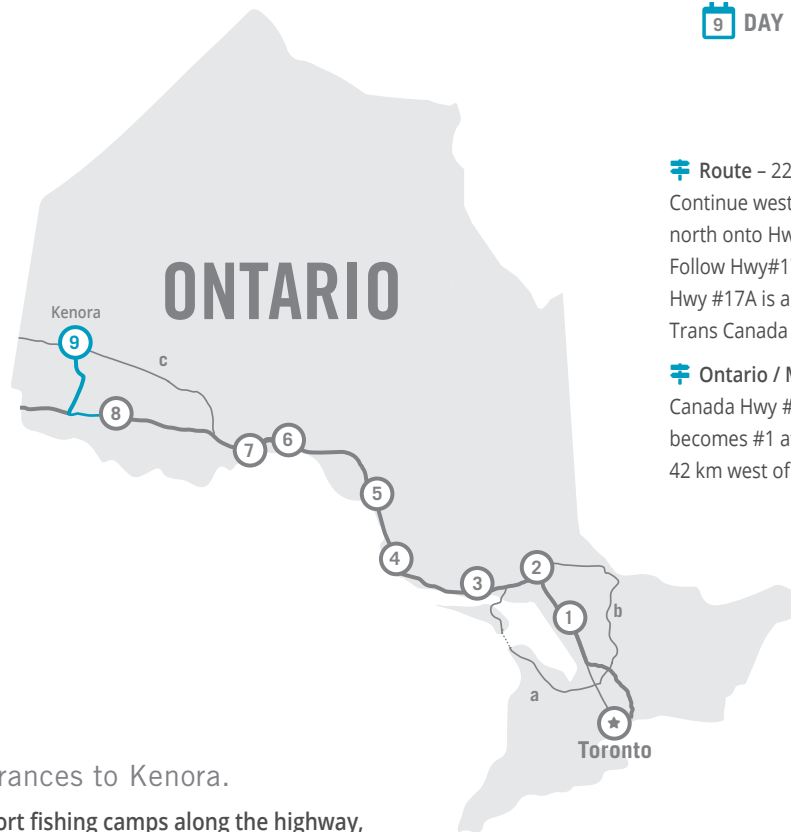 9 DAY
Route – 22
Continue west
north onto Hw
Follow Hwy#1
Hwy #17A is a
Trans Canada
Ontario / M
Canada Hwy #
becomes #1 a
42 km west of
ONTARIO
Kenora
9
c
8
7
6
5
4
3
2
1
b
a
Toronto
rances to Kenora.
ort fishing camps along the highway,